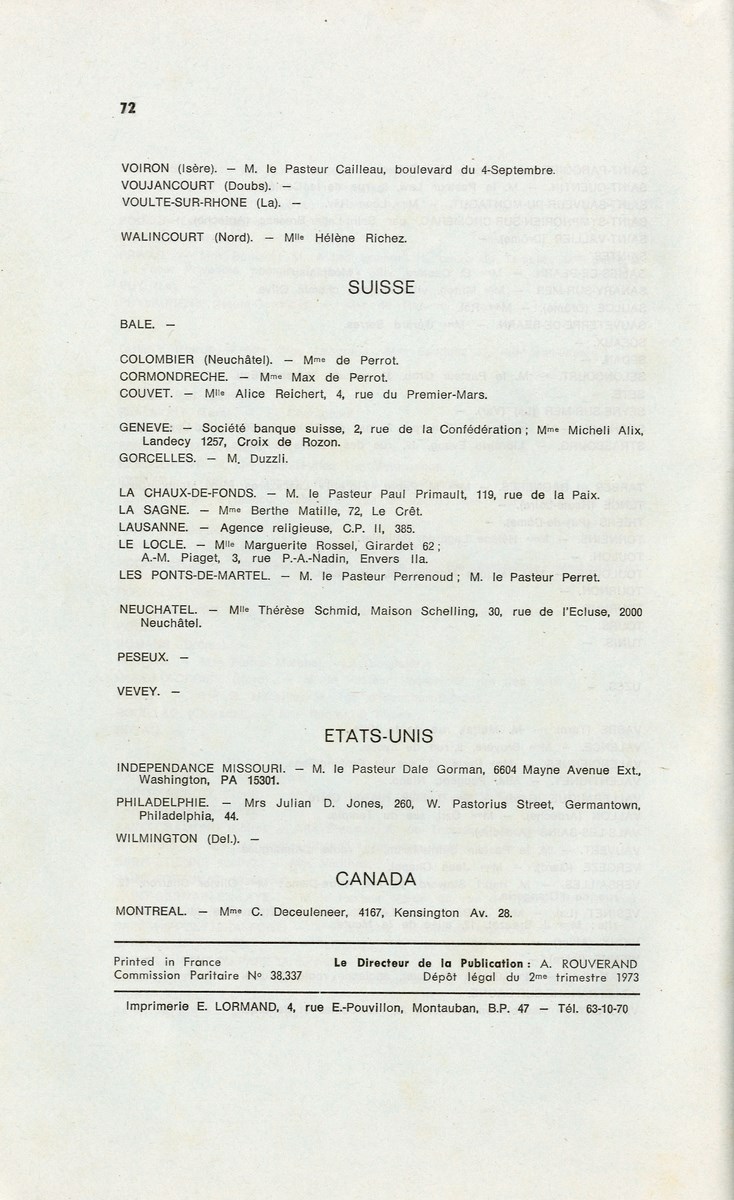 72
VOIRON (Isère). — M. le Pasteur Cailleau, boulevard du 4-Septembre.
VOUJANCOURT (Doubs). —
VOULTE-SUR-RHONE (La). —
WALINCOURT (Nord). — Mlle Hélène Richez.
SUISSE
BALE. —
COLOMBIER (Neuchâtel). — Mme de Perrot.
CORMONDRECHE. — Mme Max de Perrot.
COUVET. — Mlle Alice Reichert, 4, rue du Premier-Mars.
GENEVE: — Société banque suisse, 2, rue de la Confédération; Mme Micheli Alix,
Landecy 1257, Croix de Rozon.
GORCELLES. — M. Duzzli.
LA CHAUX-DE-FONDS. — M. le Pasteur Paul Primault, 119, rue de la Paix.
LA SAGNE. — Mme Berthe Matille, 72, Le Crêt.
LAUSANNE. — Agence religieuse, C.P. II, 385.
LE LOCLE. — Mlle Marguerite Rossel, Girardet 62;
A.-M. Piaget, 3, rue P.-A.-Nadin, Envers IIa.
LES PONTS-DE-MARTEL. — M. le Pasteur Perrenoud; M. le Pasteur Perret.
NEUCHATEL. — Mlle Thérèse Schmid, Maison Schelling, 30, rue de l'Ecluse, 2000
Neuchâtel.
PESEUX. —
VEVEY. —
ETATS-UNIS
INDEPENDANCE MISSOURI. — M. le Pasteur Dale Gorman, 6604 Mayne Avenue Ext.,
Washington, PA 15301.
PHILADELPHIE. — Mrs Julian D. Jones, 260, W. Pastorius Street, Germantown,
Philadelphia, 44.
WILMINGTON (Del.). —
CANADA
MONTREAL. — Mme C. Deceuleneer, 4167, Kensington Av. 28.
Printed in France
Commission Paritaire No 38.337
Le Directeur de la Publication: A. ROUVERAND
Dépôt légal du 2me trimestre 1973
Imprimerie E. LORMAND, 4, rue E.-Pouvillon, Montauban, B.P. 47 — Tél. 63-10-70